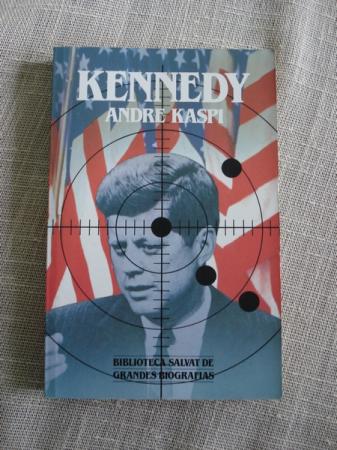 KENNEDY
ANDRE KASPI
BIBLIOTECA SALVAT DE
GRANDES BIOGRAFIAS